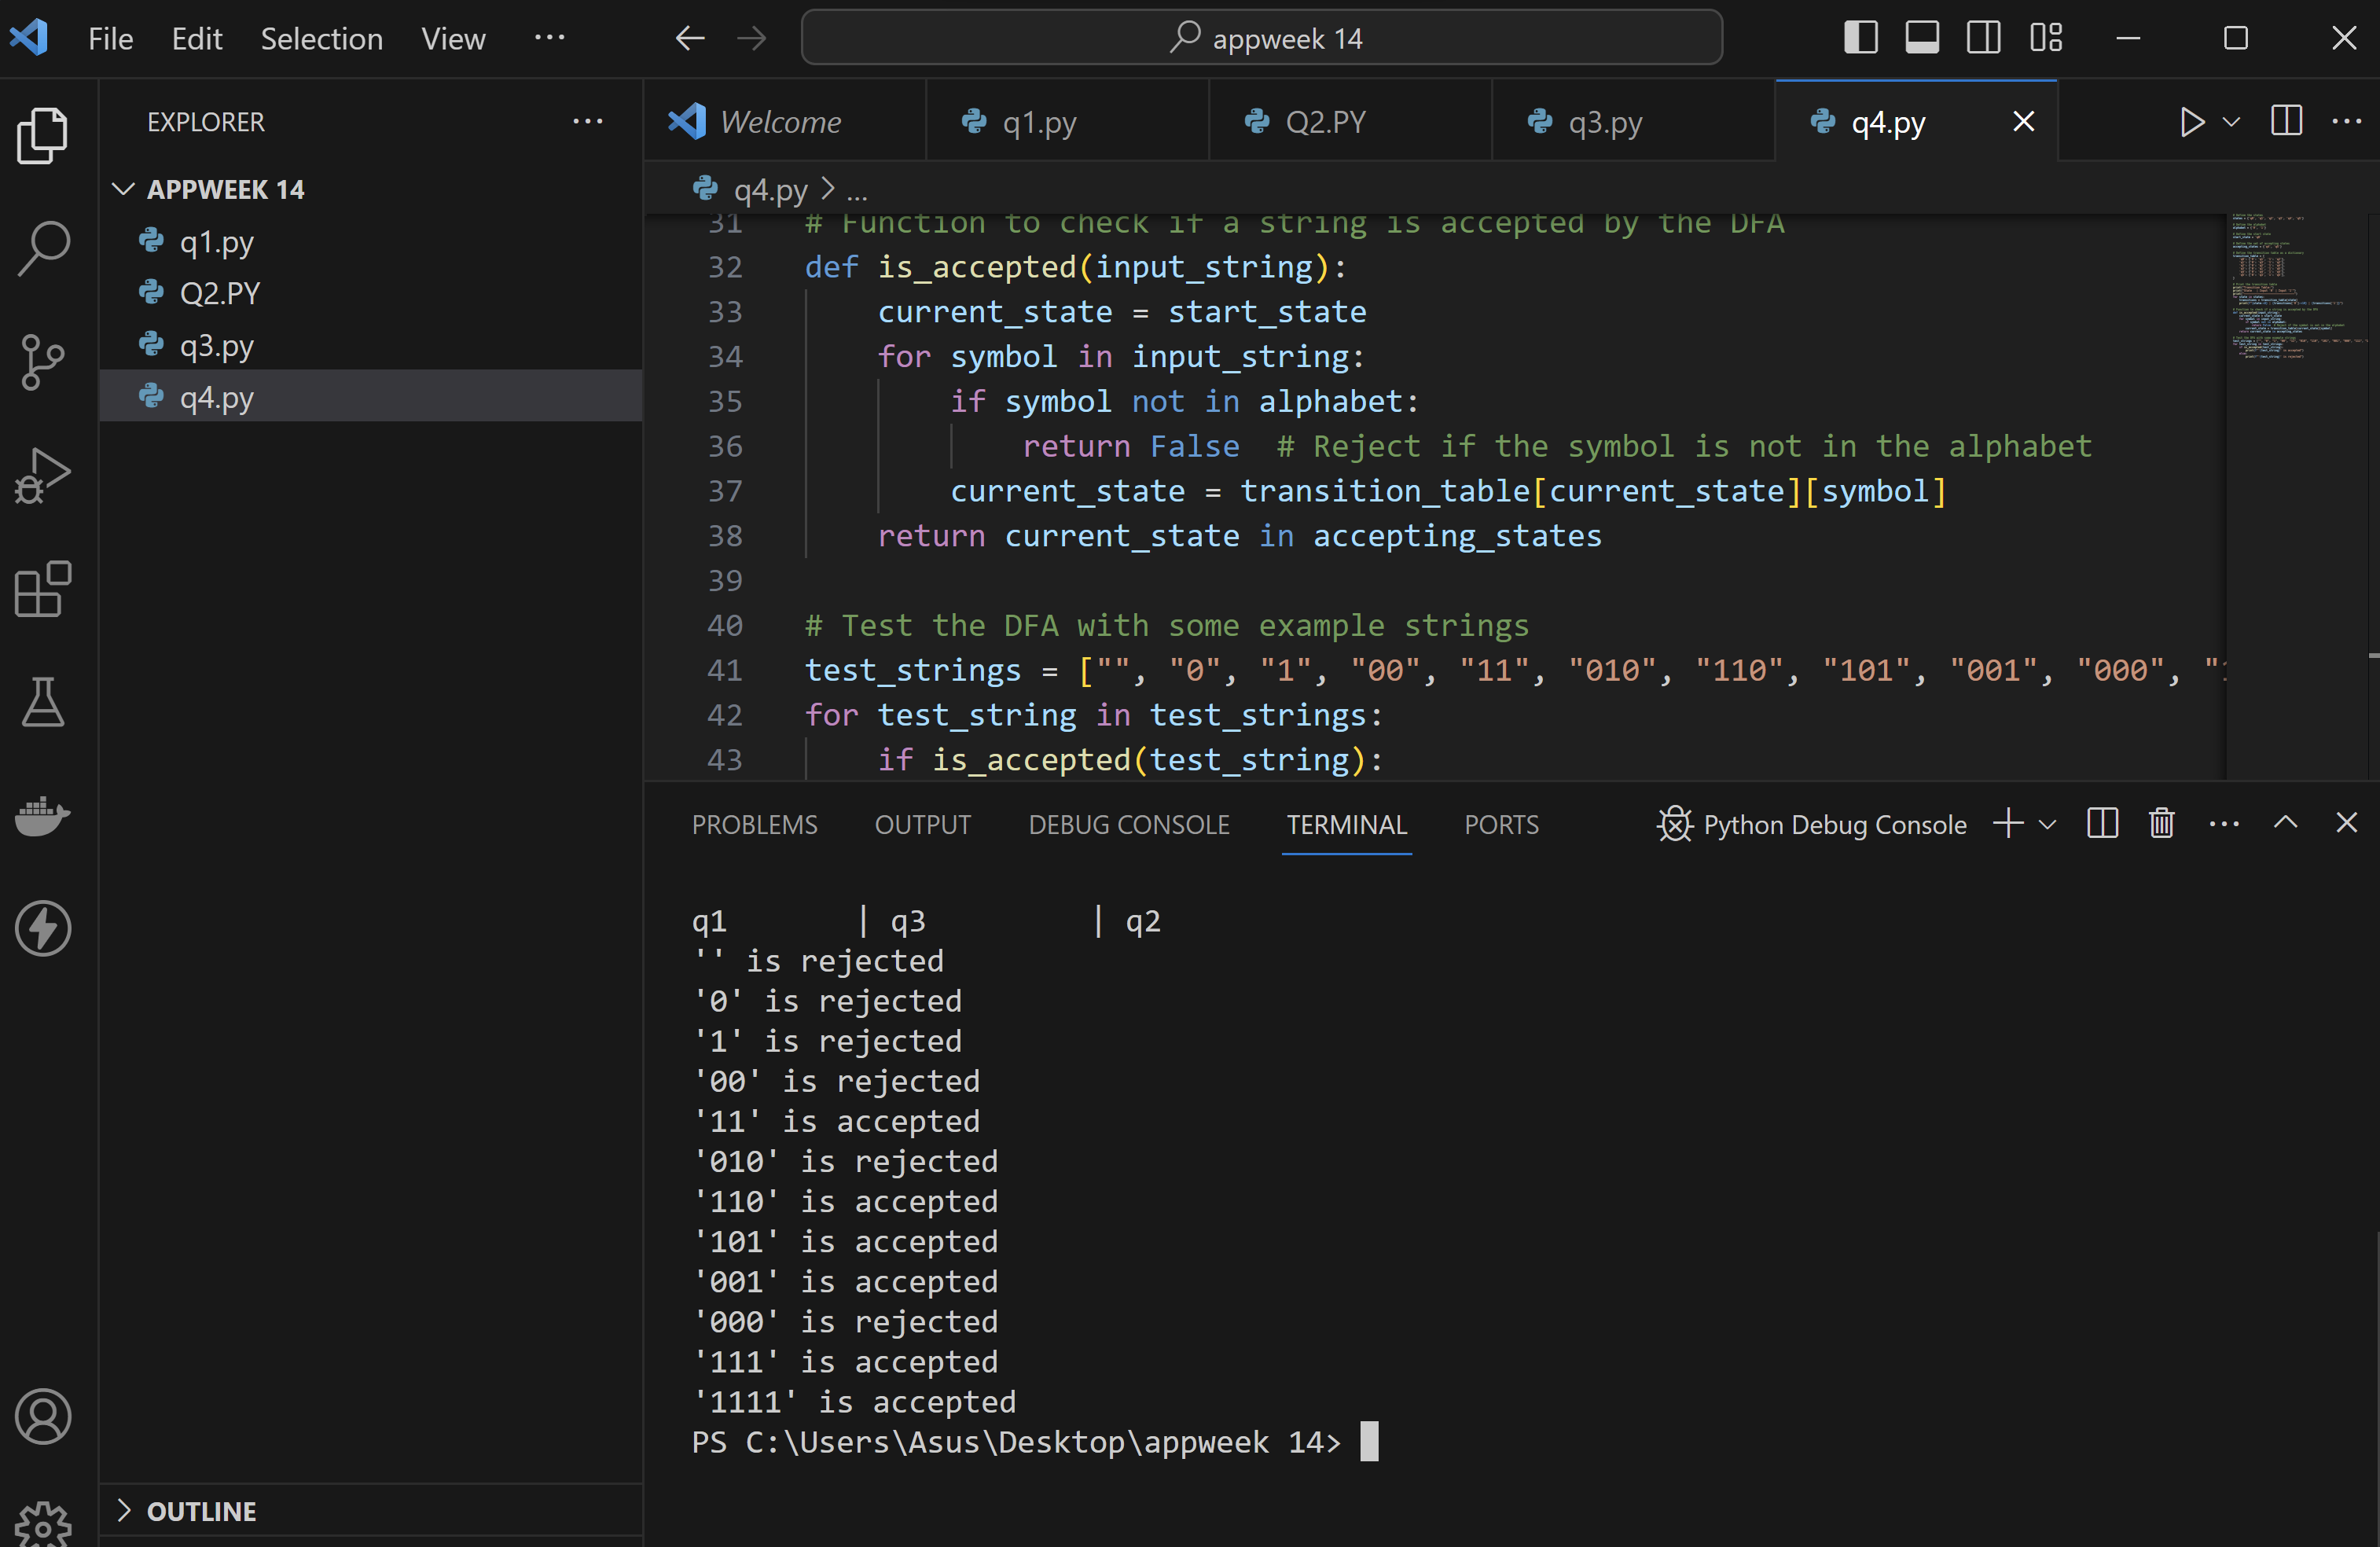 File Edit Selection View ··· appweek 14
EXPLORER ···
APPWEEK 14
q1.py
Q2.PY
q3.py
q4.py
OUTLINE
Welcome q1.py Q2.PY q3.py q4.py
q4.py > ...
31 # Function to check if a string is accepted by the DFA
32 def is_accepted(input_string):
33 current_state = start_state
34 for symbol in input_string:
35 if symbol not in alphabet:
36 return False # Reject if the symbol is not in the alphabet
37 current_state = transition_table[current_state][symbol]
38 return current_state in accepting_states
39
40 # Test the DFA with some example strings
41 test_strings = ["", "0", "1", "00", "11", "010", "110", "101", "001", "000", "1
42 for test_string in test_strings:
43 if is_accepted(test_string):
PROBLEMS OUTPUT DEBUG CONSOLE TERMINAL PORTS Python Debug Console
q1 | q3 | q2
'' is rejected
'0' is rejected
'1' is rejected
'00' is rejected
'11' is accepted
'010' is rejected
'110' is accepted
'101' is accepted
'001' is accepted
'000' is rejected
'111' is accepted
'1111' is accepted
PS C:\Users\Asus\Desktop\appweek 14>